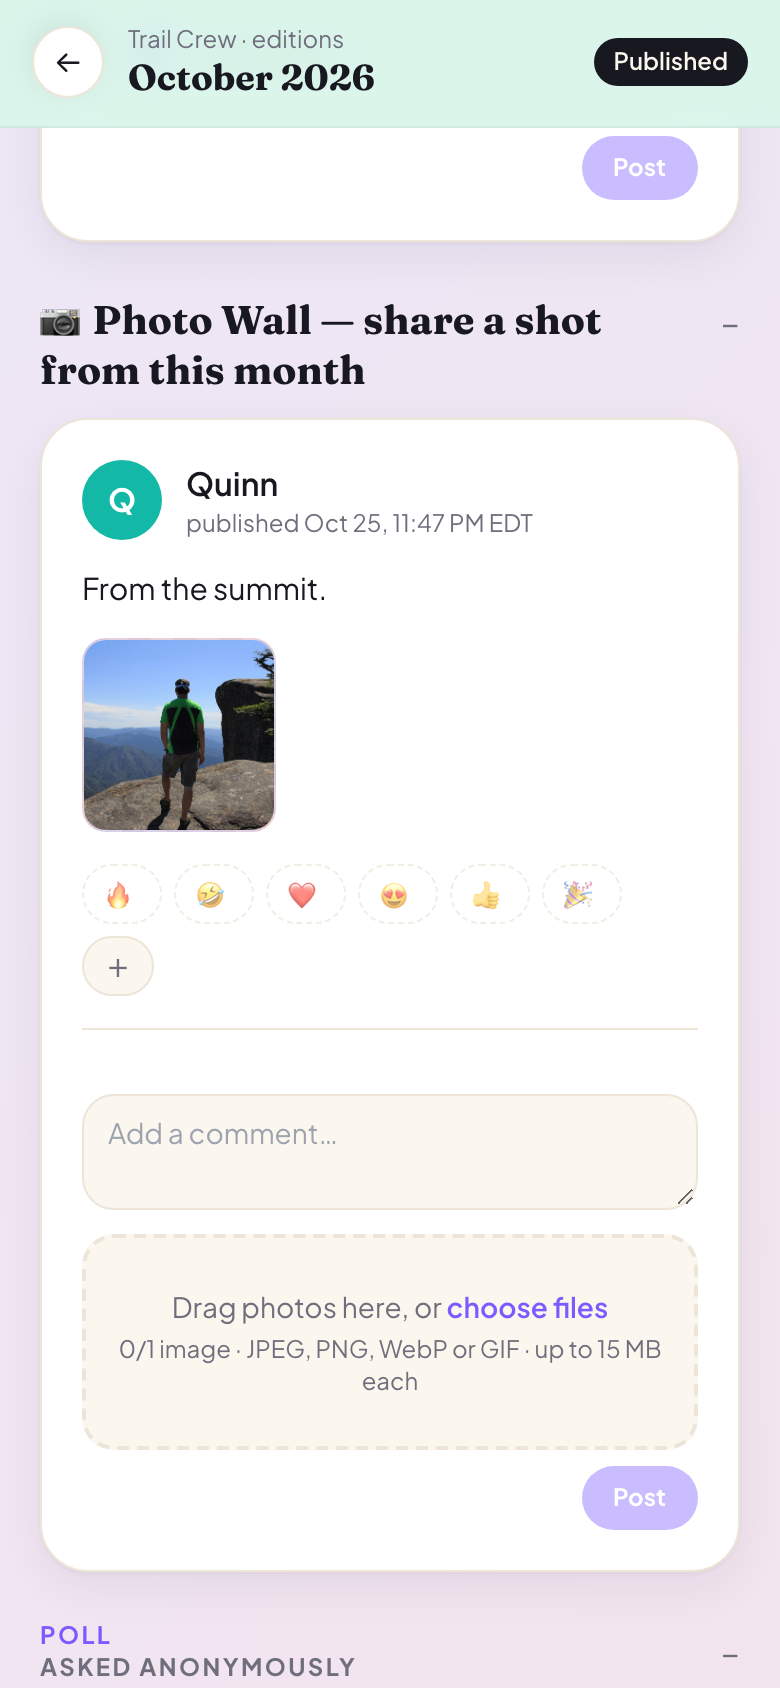 Trail Crew · editions
October 2026
Published
Post
📷 Photo Wall — share a shot
from this month
–
Q
Quinn
published Oct 25, 11:47 PM EDT
From the summit.
🔥 🤣 ❤️ 😍 👍 🎉
+
Add a comment...
Drag photos here, or choose files
0/1 image · JPEG, PNG, WebP or GIF · up to 15 MB
each
Post
POLL
ASKED ANONYMOUSLY
–